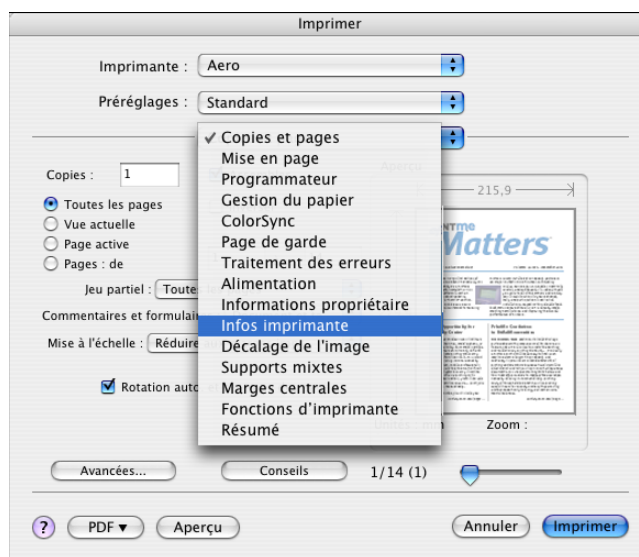 Imprimer
Imprimante : Aero
Préréglages : Standard
✓ Copies et pages
Mise en page
Programmateur
Gestion du papier
ColorSync
Page de garde
Traitement des erreurs
Alimentation
Informations propriétaire
Infos imprimante
Décalage de l'image
Supports mixtes
Marges centrales
Fonctions d’imprimante
Résumé
Copies : 1
Toutes les pages
Vue actuelle
Page active
Pages : de
Jeu partiel : Toute
Commentaires et formulai
Mise à l'échelle : Réduire
Rotation auto
Aperçu
215,9
Matters
Unités : mm Zoom :
Avancées... Conseils 1/14 (1)
? PDF ▼ Aperçu Annuler Imprimer